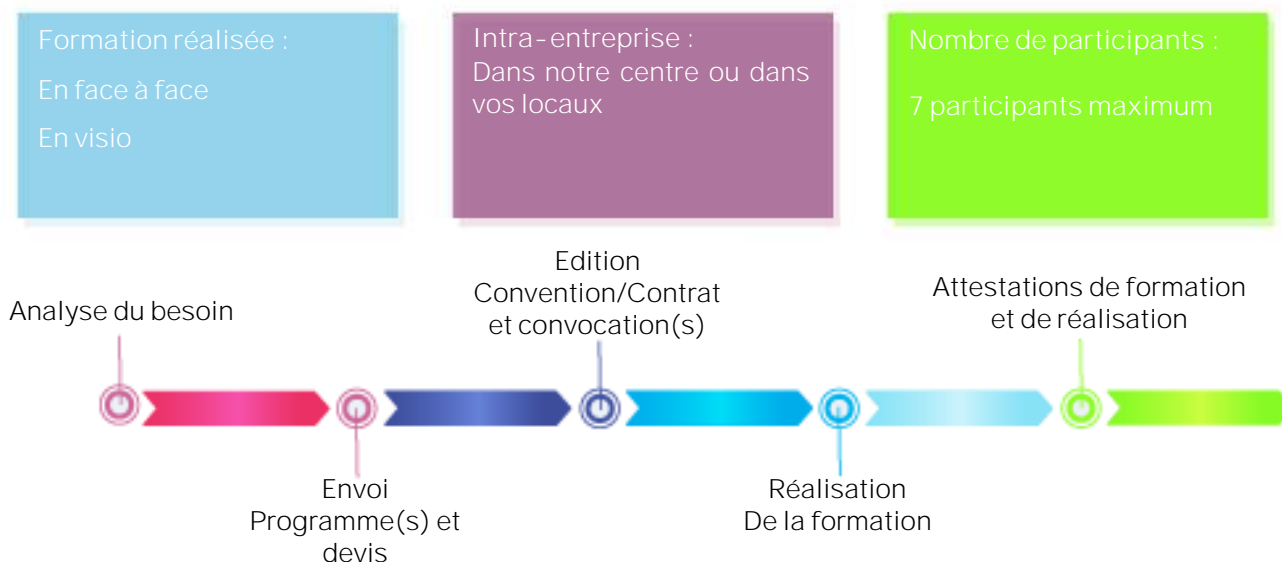 Formation réalisée :
En face à face
En visio
Intra-entreprise :
Dans notre centre ou dans
vos locaux
Nombre de participants :
7 participants maximum
Analyse du besoin
Envoi
Programme(s) et
devis
Edition
Convention/Contrat
et convocation(s)
Réalisation
De la formation
Attestations de formation
et de réalisation